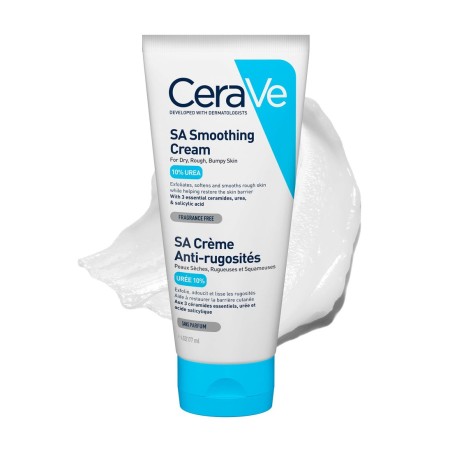 CeraVe
DEVELOPED WITH DERMATOLOGISTS
SA Smoothing
Cream
For Dry, Rough, Bumpy Skin
10% UREA
Exfoliates, softens and smooths rough skin
while helping restore the skin barrier
With 3 essential ceramides, urea,
& salicylic acid
FRAGRANCE FREE
SA Crème
Anti-rugosités
Peaux Sèches, Rugueuses et Squameuses
URÉE 10%
Exfolie, adoucit et lisse les rugosités
Aide à restaurer la barrière cutanée
Aux 3 céramides essentiels, urée et
acide salicylique
SANS PARFUM